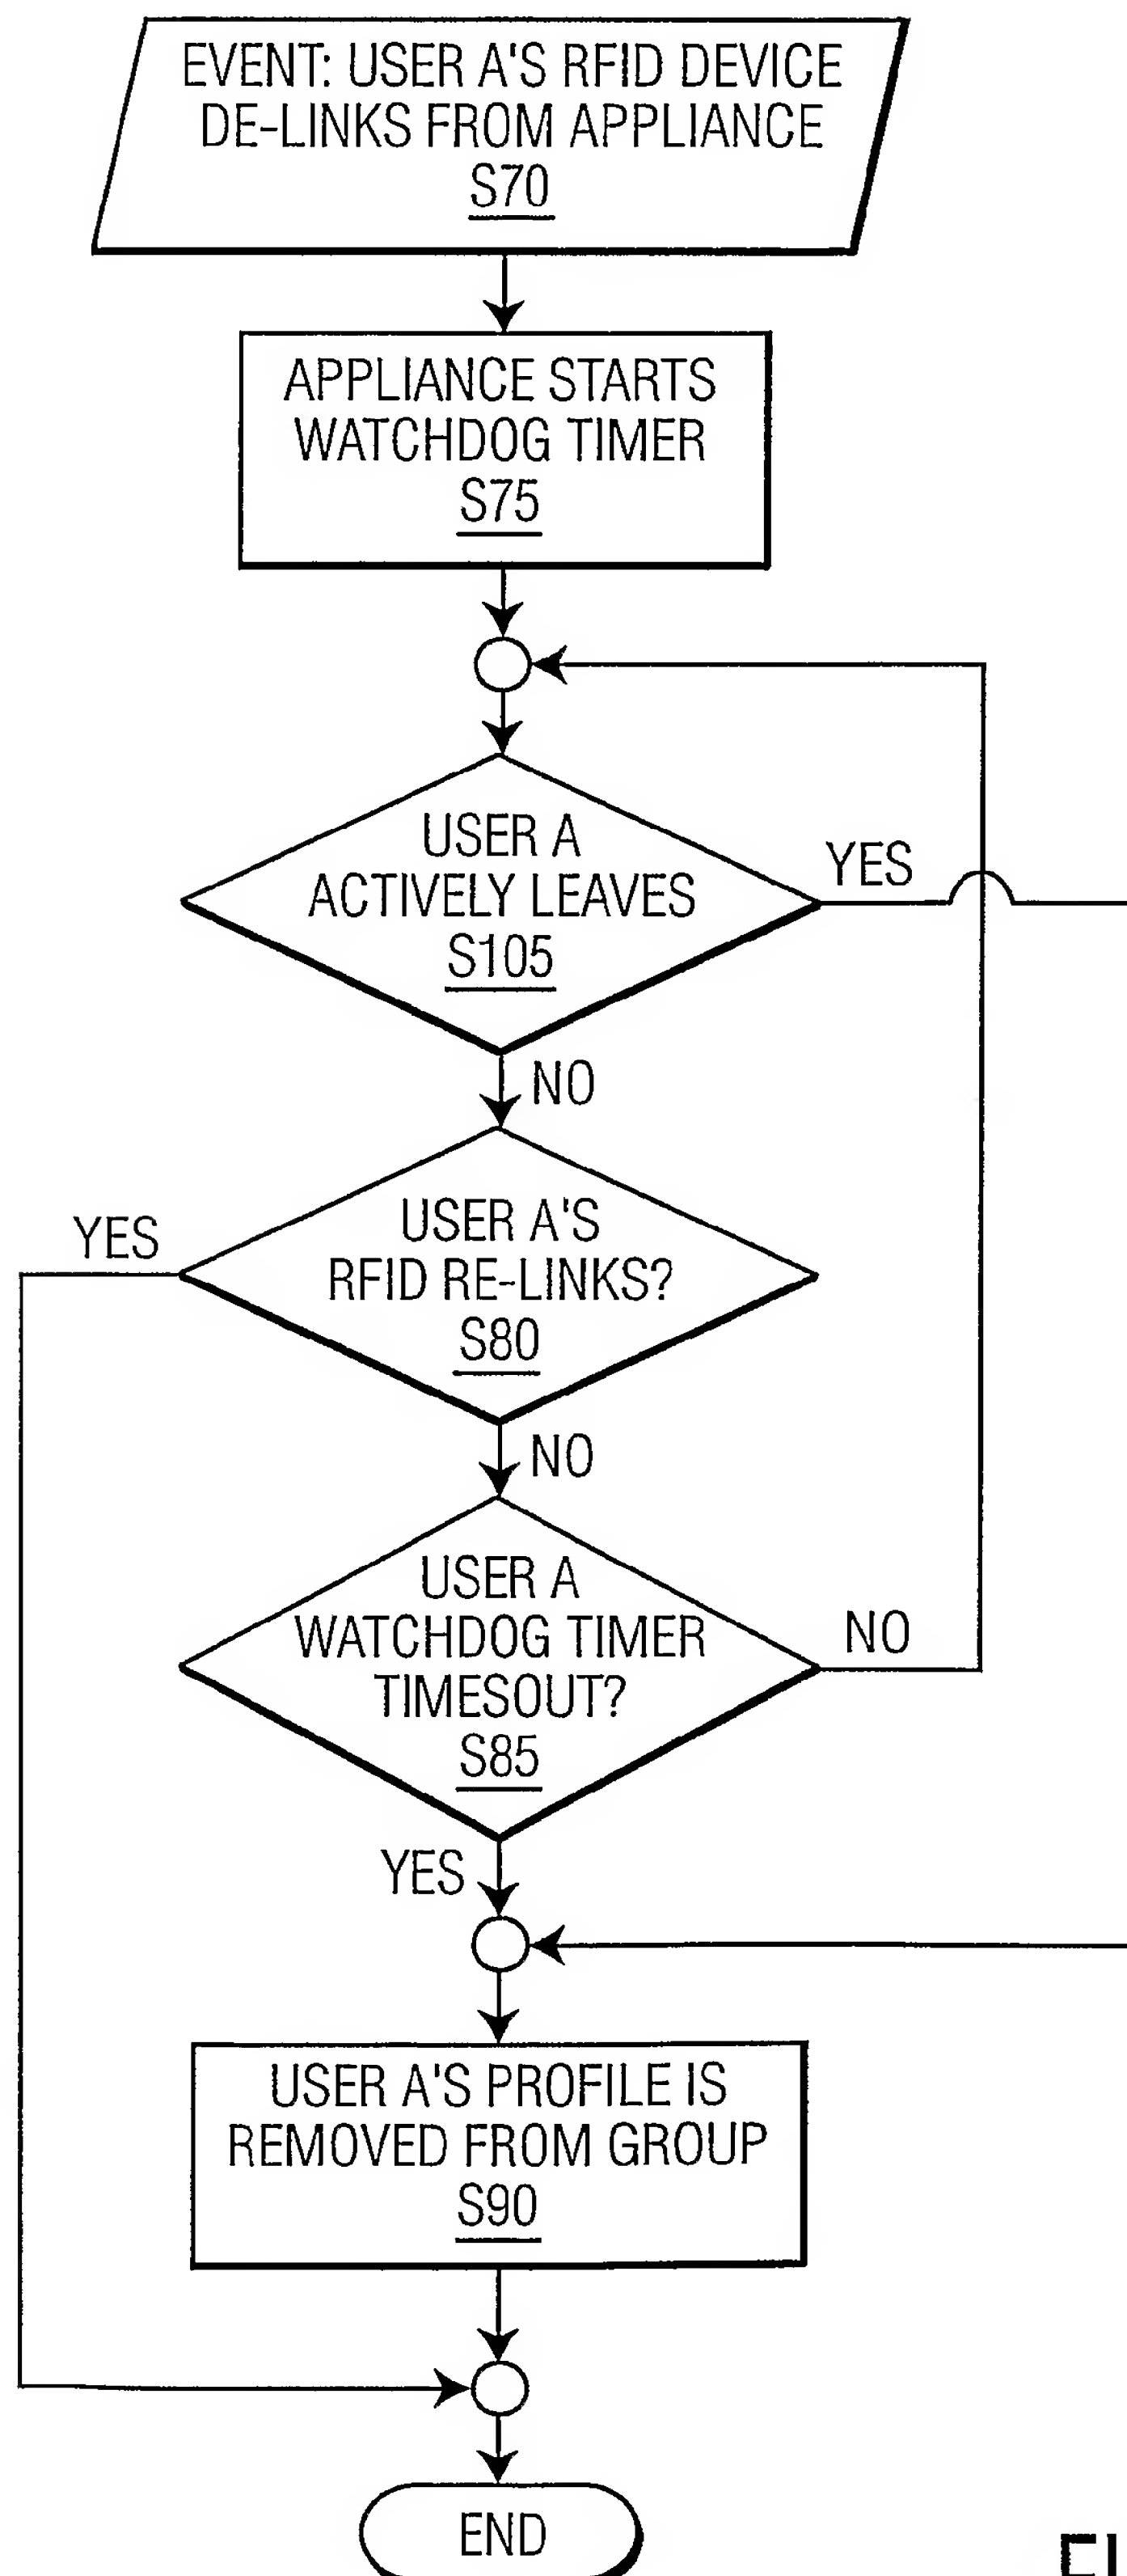 EVENT: USER A'S RFID DEVICE
DE-LINKS FROM APPLIANCE
S70
APPLIANCE STARTS
WATCHDOG TIMER
S75
USER A
ACTIVELY LEAVES
S105
YES
NO
USER A'S
RFID RE-LINKS?
S80
YES
NO
USER A
WATCHDOG TIMER
TIMESOUT?
S85
NO
YES
USER A'S PROFILE IS
REMOVED FROM GROUP
S90
END